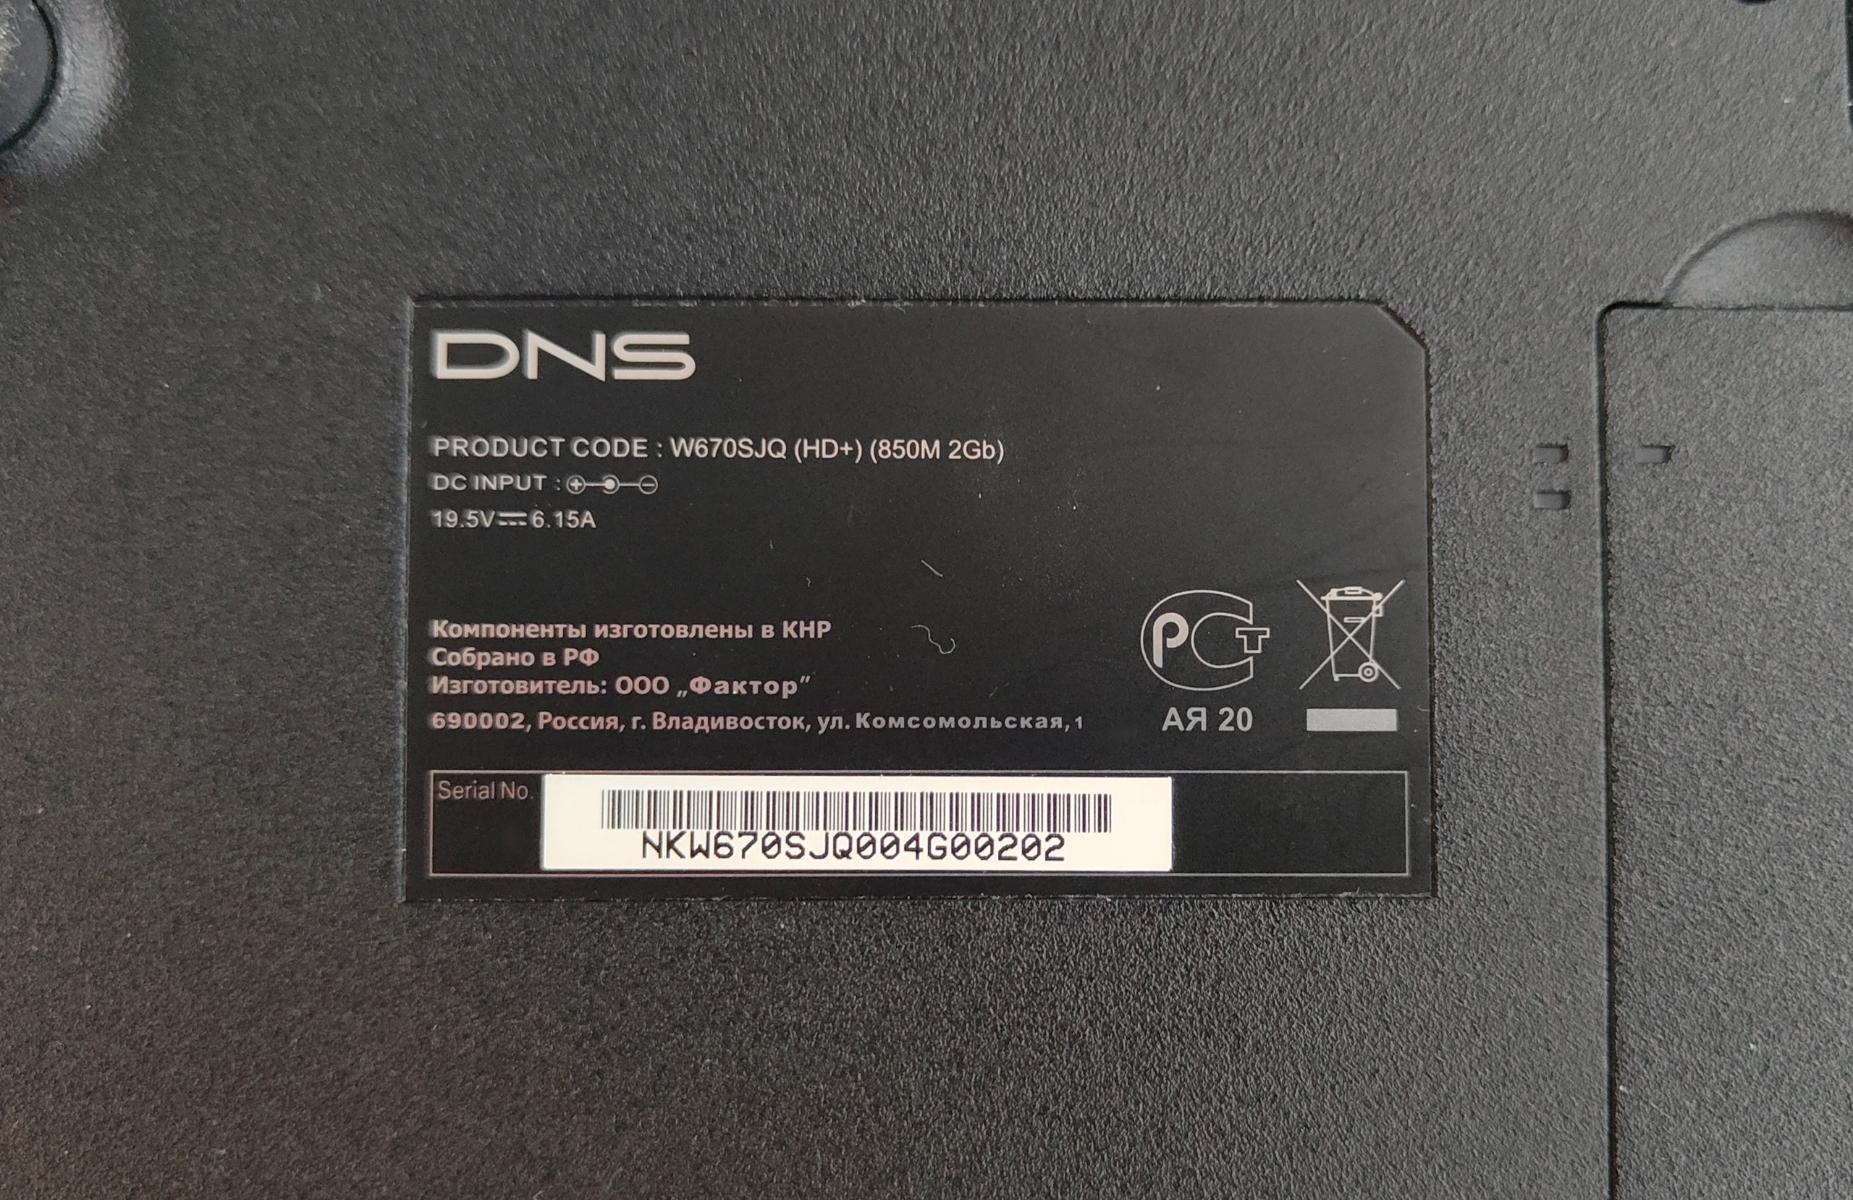 DNS
PRODUCT CODE : W670SJQ (HD+) (850M 2Gb)
DC INPUT :
19.5V⎓6.15A
Компоненты изготовлены в КНР
Собрано в РФ
Изготовитель: ООО „Фактор”
690002, Россия, г. Владивосток, ул. Комсомольская, 1
РСТ
АЯ 20
Serial No.
NKW670SJQ004G00202